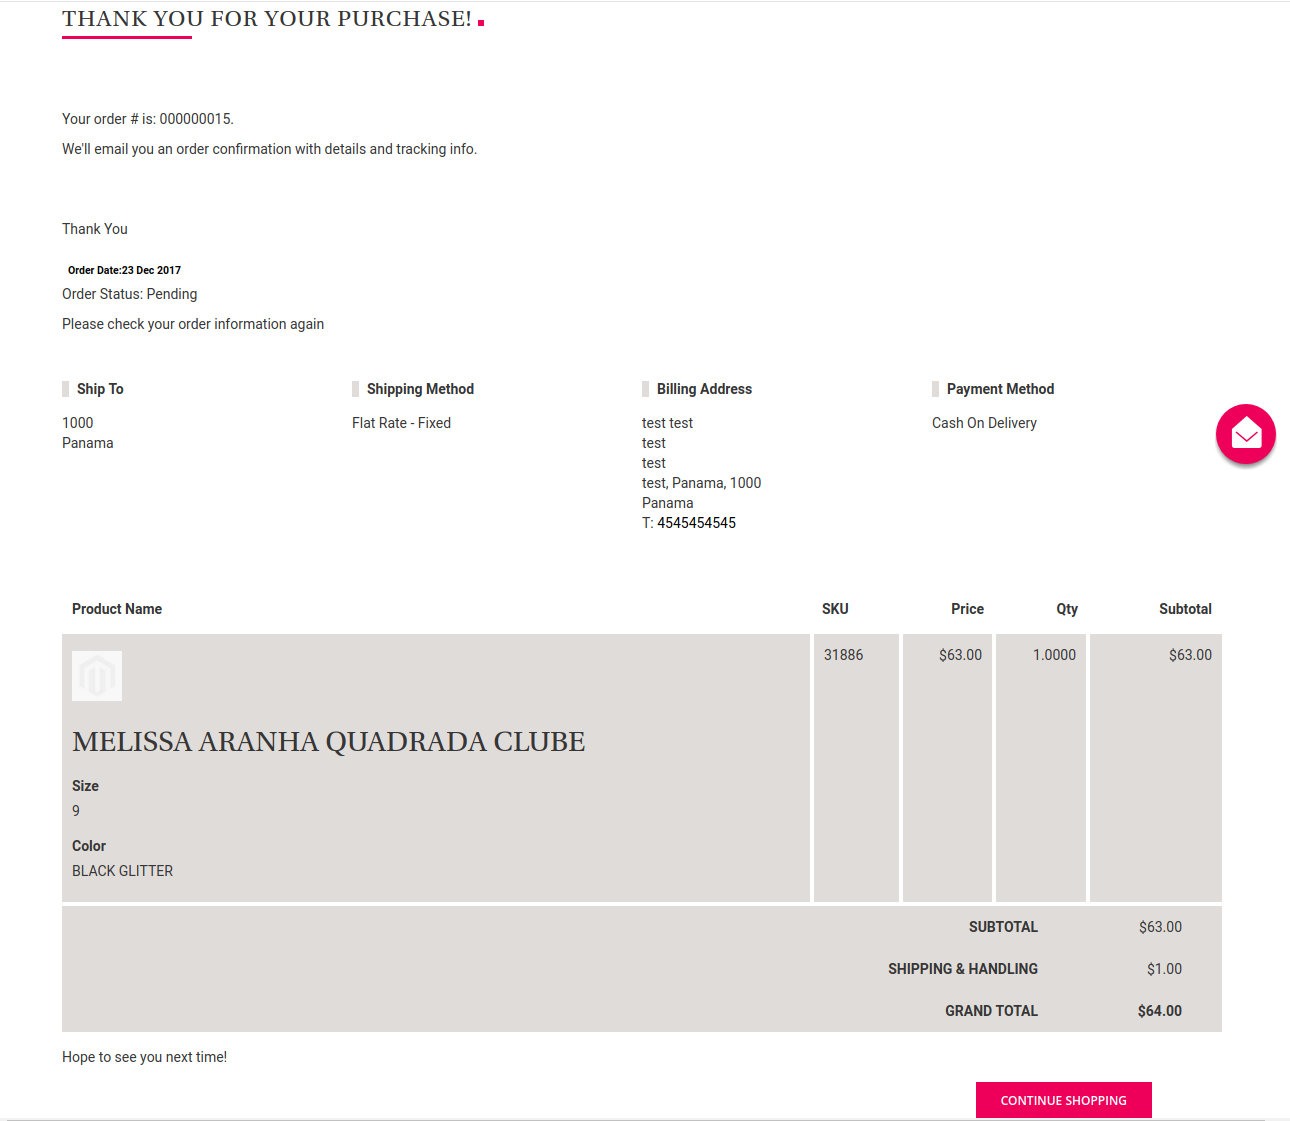 THANK YOU FOR YOUR PURCHASE!
Your order # is: 000000015.
We'll email you an order confirmation with details and tracking info.
Thank You
Order Date:23 Dec 2017
Order Status: Pending
Please check your order information again
Ship To
1000
Panama
Shipping Method
Flat Rate - Fixed
Billing Address
test test
test
test
test, Panama, 1000
Panama
T: 4545454545
Payment Method
Cash On Delivery
Product Name SKU Price Qty Subtotal
31886 $63.00 1.0000 $63.00
MELISSA ARANHA QUADRADA CLUBE
Size
9
Color
BLACK GLITTER
SUBTOTAL $63.00
SHIPPING & HANDLING $1.00
GRAND TOTAL $64.00
Hope to see you next time!
CONTINUE SHOPPING